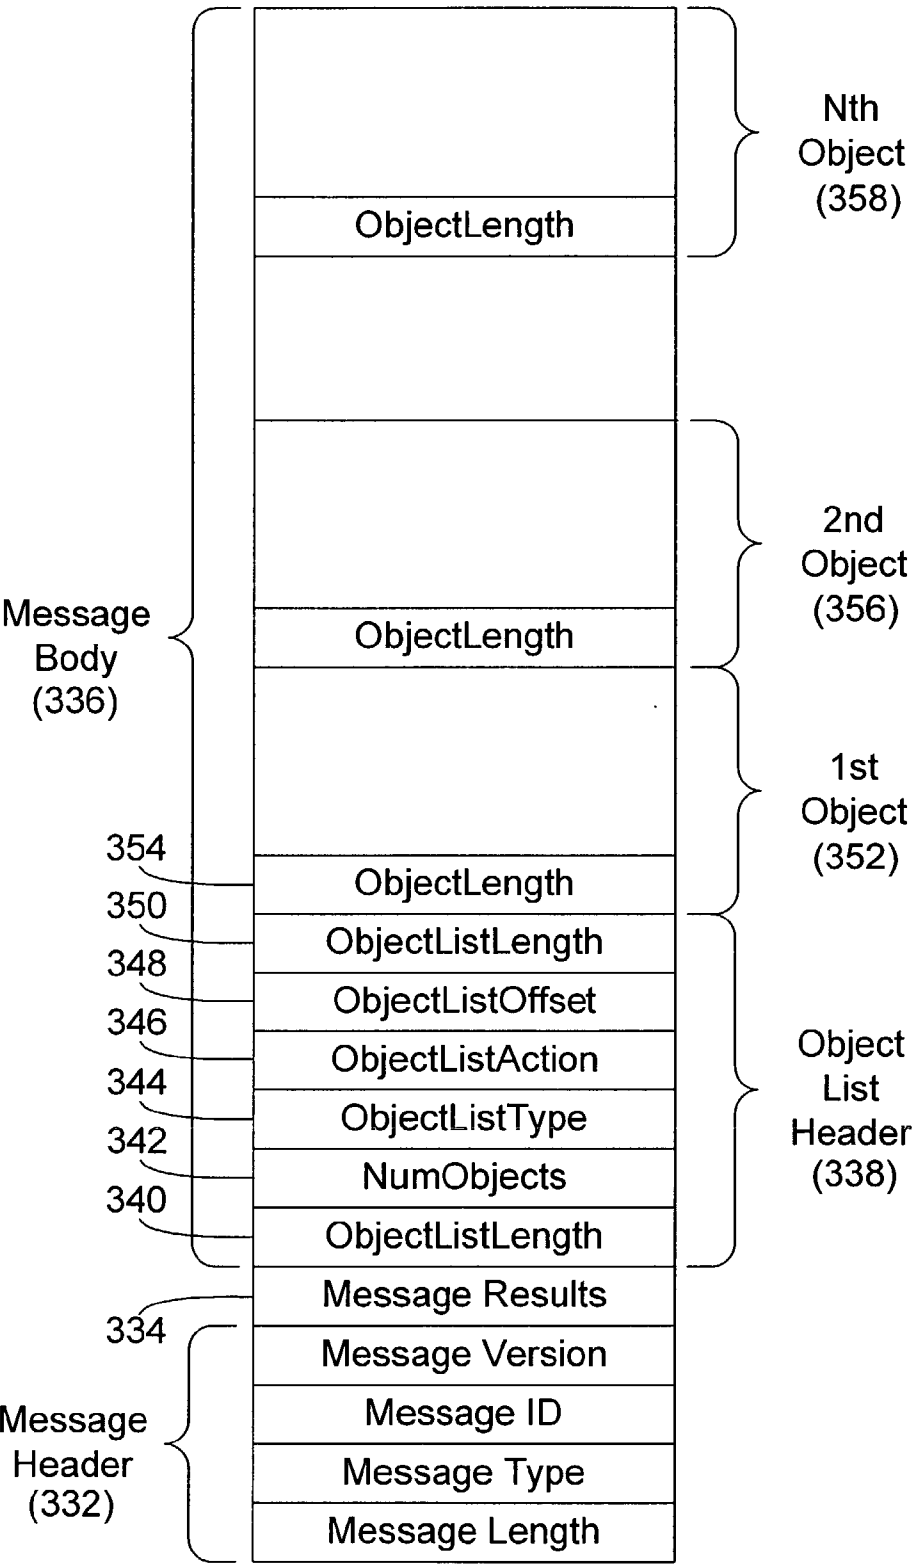 Nth
Object
(358)
ObjectLength
2nd
Object
(356)
ObjectLength
Message
Body
(336)
1st
Object
(352)
354
ObjectLength
350
ObjectListLength
348
ObjectListOffset
346
ObjectListAction
344
ObjectListType
342
NumObjects
340
ObjectListLength
Object
List
Header
(338)
Message Results
334
Message Version
Message ID
Message Type
Message Length
Message
Header
(332)